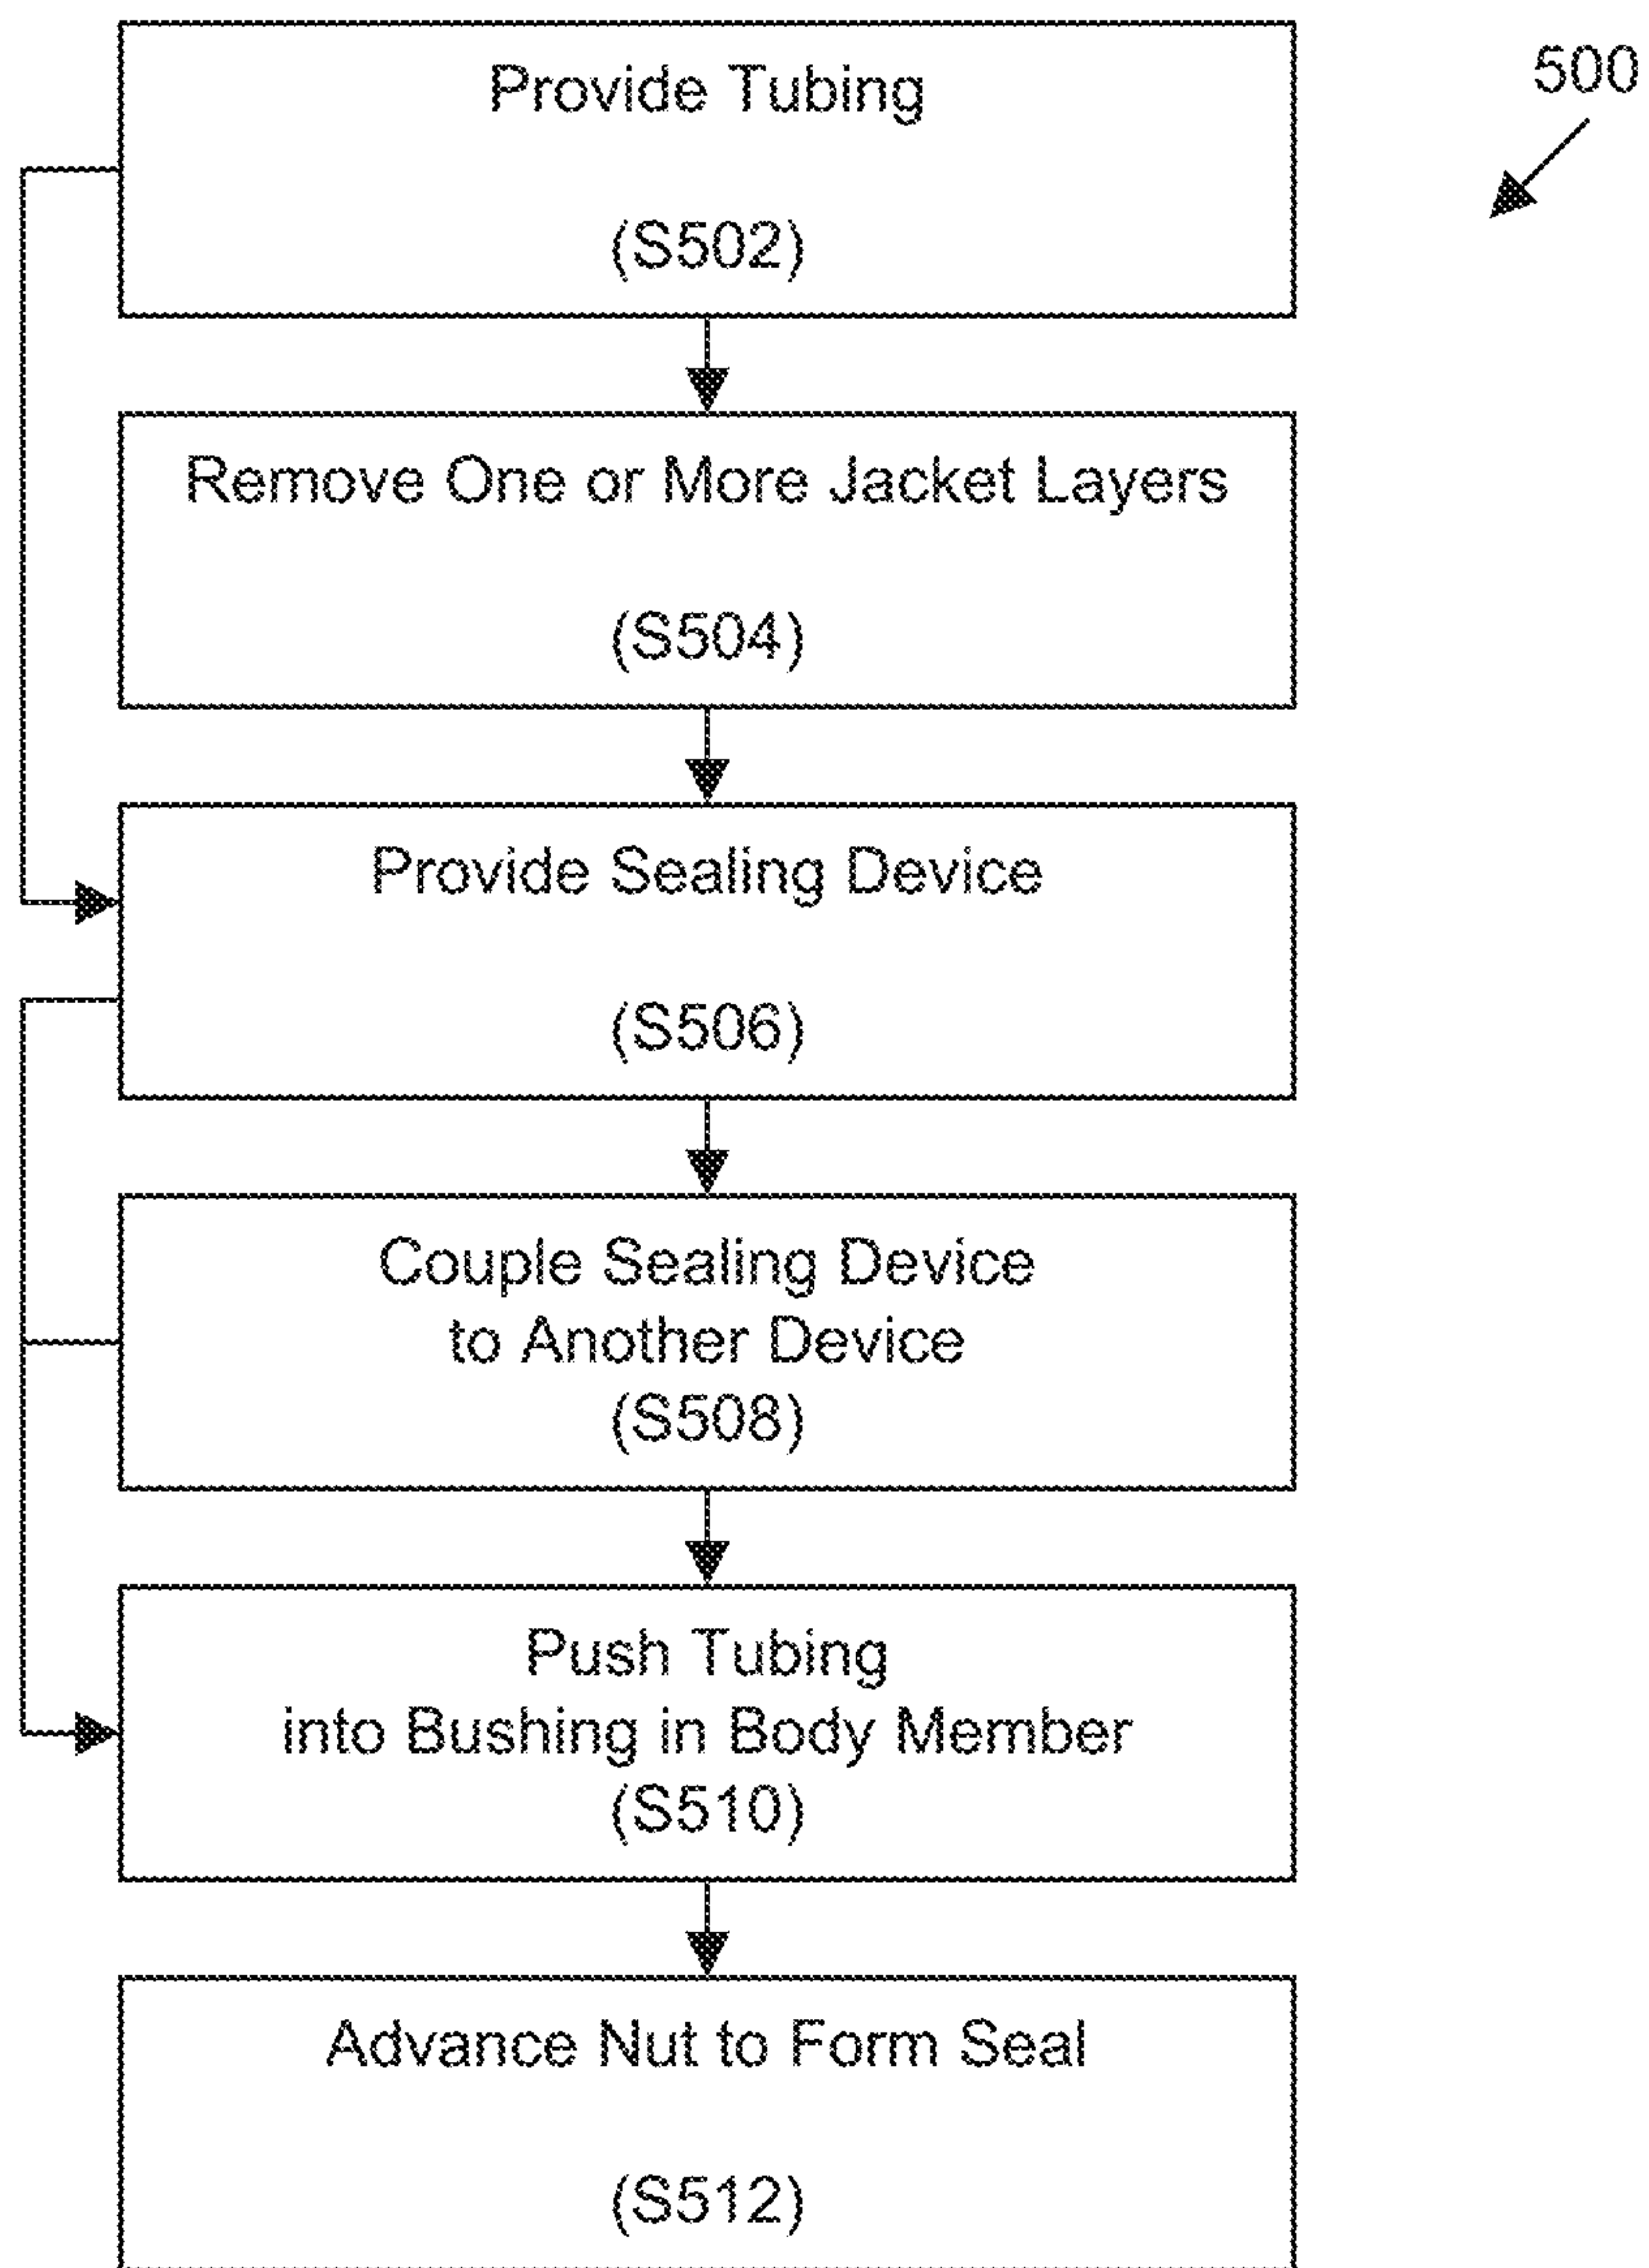 500
Provide Tubing
(S502)
Remove One or More Jacket Layers
(S504)
Provide Sealing Device
(S506)
Couple Sealing Device
to Another Device
(S508)
Push Tubing
into Bushing in Body Member
(S510)
Advance Nut to Form Seal
(S512)